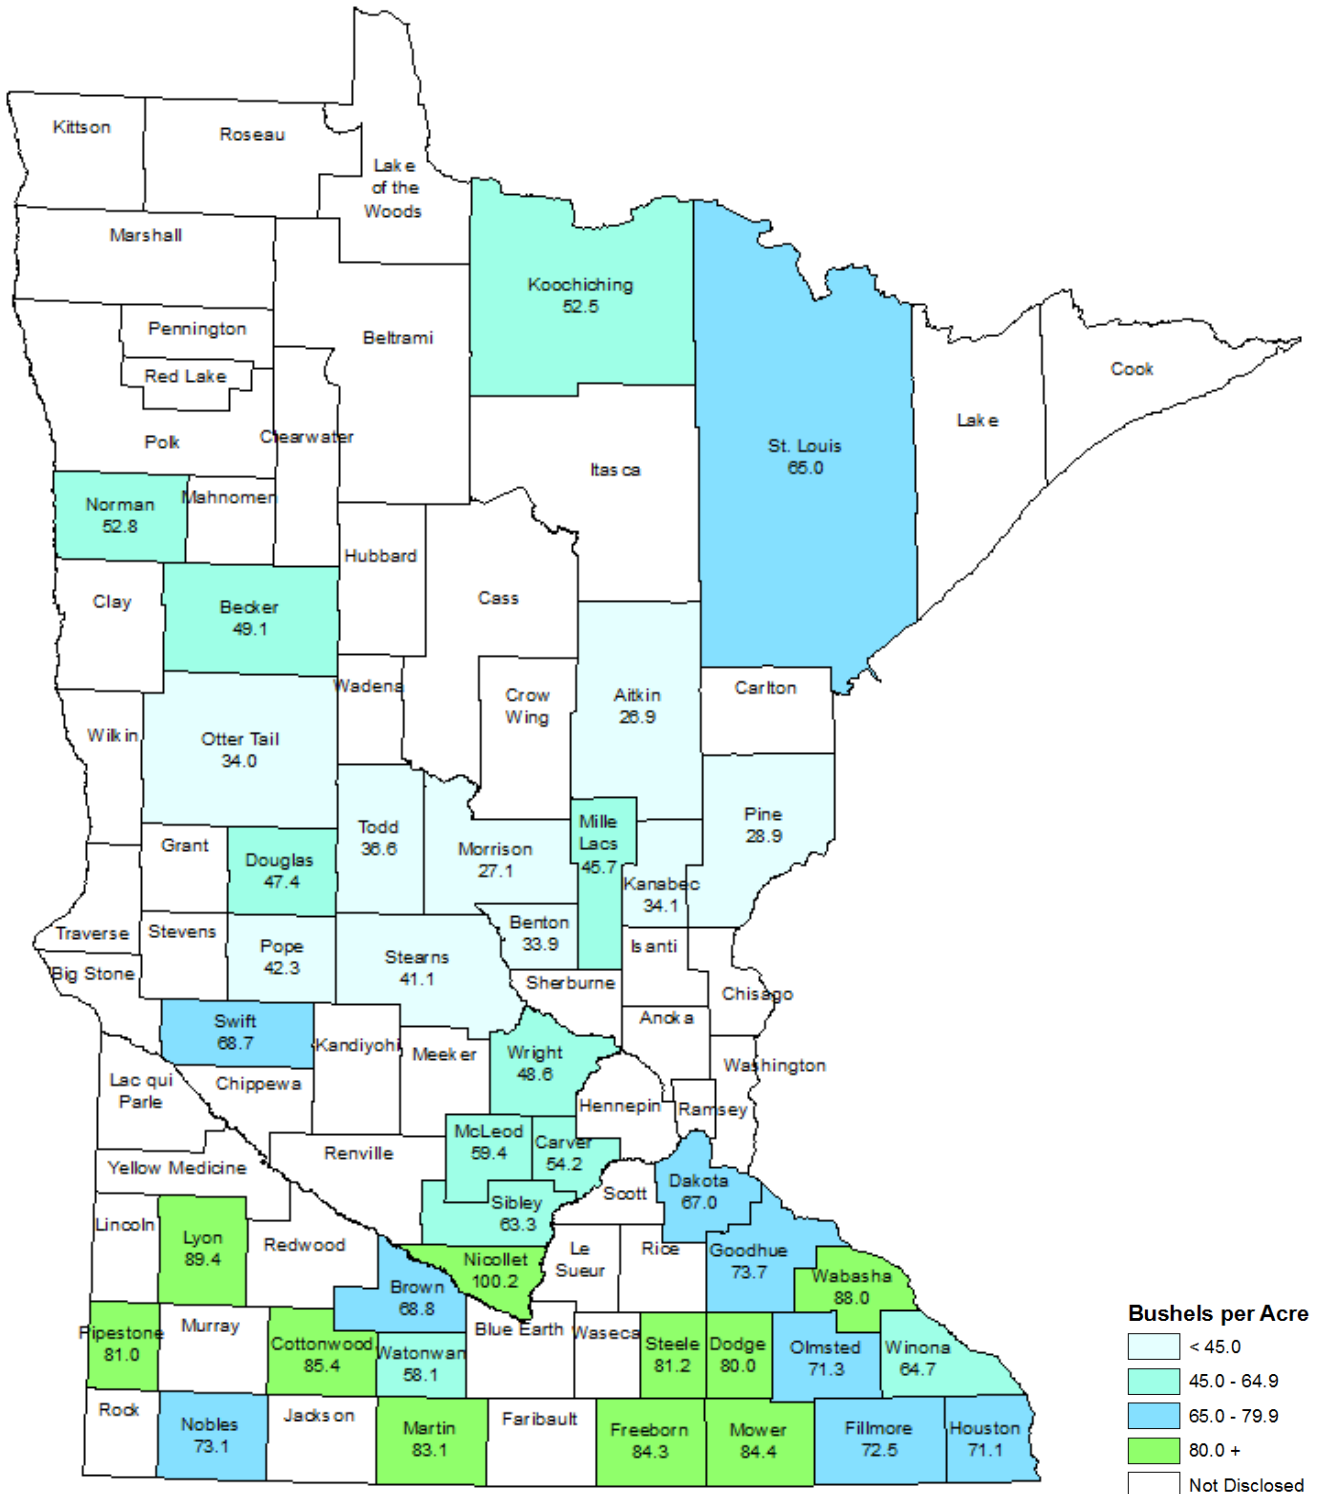 Kittson
Roseau
Lake
of the
Woods
Marshall
Koochiching
52.5
Pennington
Beltrami
Red Lake
Cook
Lake
Polk
Clearwater
St. Louis
65.0
Itasca
Norman
52.8
Mahnomen
Hubbard
Clay
Becker
49.1
Cass
Wadena
Crow
Wing
Aitkin
26.9
Carlton
Wilkin
Otter Tail
34.0
Todd
36.6
Morrison
27.1
Mille
Lacs
45.7
Pine
28.9
Grant
Douglas
47.4
Kanabec
34.1
Traverse
Stevens
Pope
42.3
Stearns
41.1
Benton
33.9
Isanti
Big Stone
Sherburne
Chisago
Swift
68.7
Kandiyohi
Meeker
Wright
48.6
Anoka
Washington
Lac qui
Parle
Chippewa
Hennepin
Ramsey
Renville
McLeod
59.4
Carver
54.2
Yellow Medicine
Sibley
63.3
Scott
Dakota
67.0
Lincoln
Lyon
89.4
Redwood
Nicollet
100.2
Le
Sueur
Rice
Goodhue
73.7
Wabasha
88.0
Brown
68.8
Pipestone
81.0
Murray
Cottonwood
85.4
Watonwan
58.1
Blue Earth
Waseca
Steele
81.2
Dodge
80.0
Olmsted
71.3
Winona
64.7
Rock
Nobles
73.1
Jackson
Martin
83.1
Faribault
Freeborn
84.3
Mower
84.4
Fillmore
72.5
Houston
71.1
Bushels per Acre
< 45.0
45.0 - 64.9
65.0 - 79.9
80.0 +
Not Disclosed